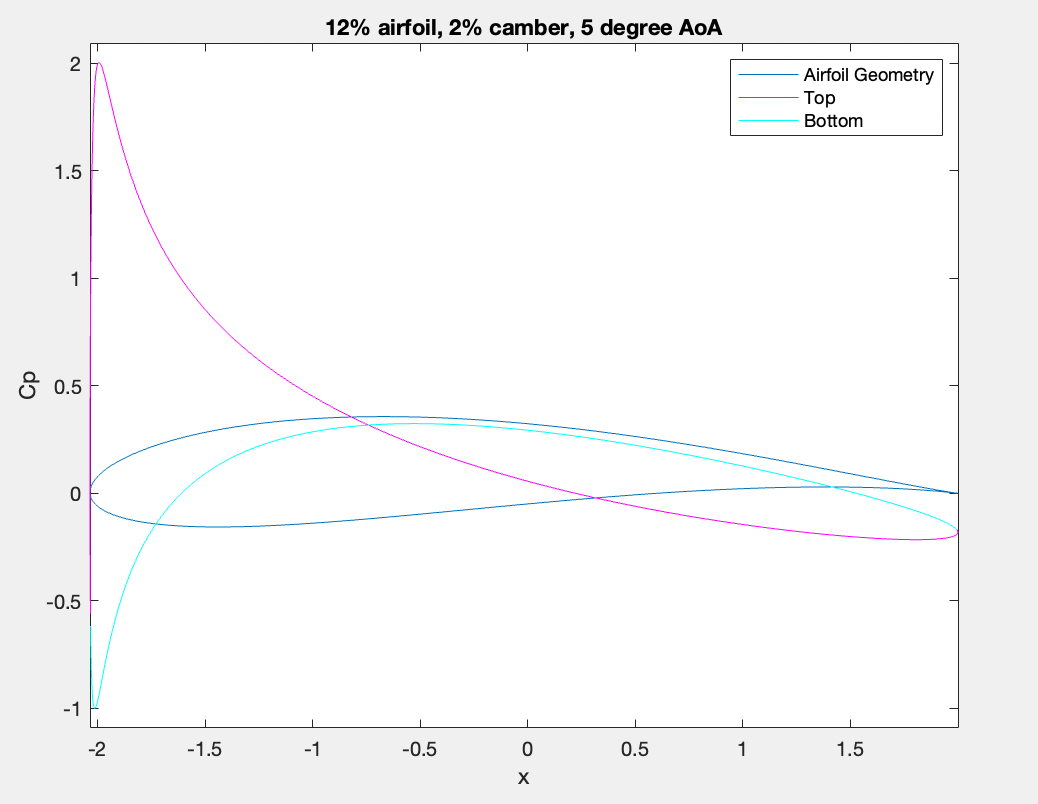 12% airfoil, 2% camber, 5 degree AoA
Airfoil Geometry
Top
Bottom
2
1.5
1
0.5
0
-0.5
-1
Cp
-2 -1.5 -1 -0.5 0 0.5 1 1.5
x